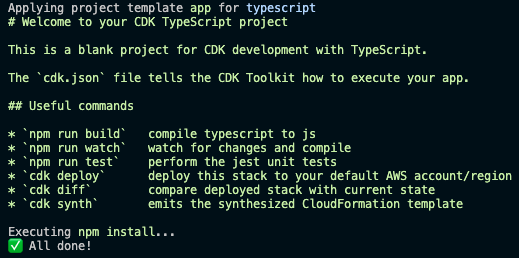 Applying project template app for typescript
# Welcome to your CDK TypeScript project
This is a blank project for CDK development with TypeScript.
The `cdk.json` file tells the CDK Toolkit how to execute your app.
## Useful commands
* `npm run build`   compile typescript to js
* `npm run watch`   watch for changes and compile
* `npm run test`    perform the jest unit tests
* `cdk deploy`      deploy this stack to your default AWS account/region
* `cdk diff`        compare deployed stack with current state
* `cdk synth`       emits the synthesized CloudFormation template
Executing npm install...
✅ All done!